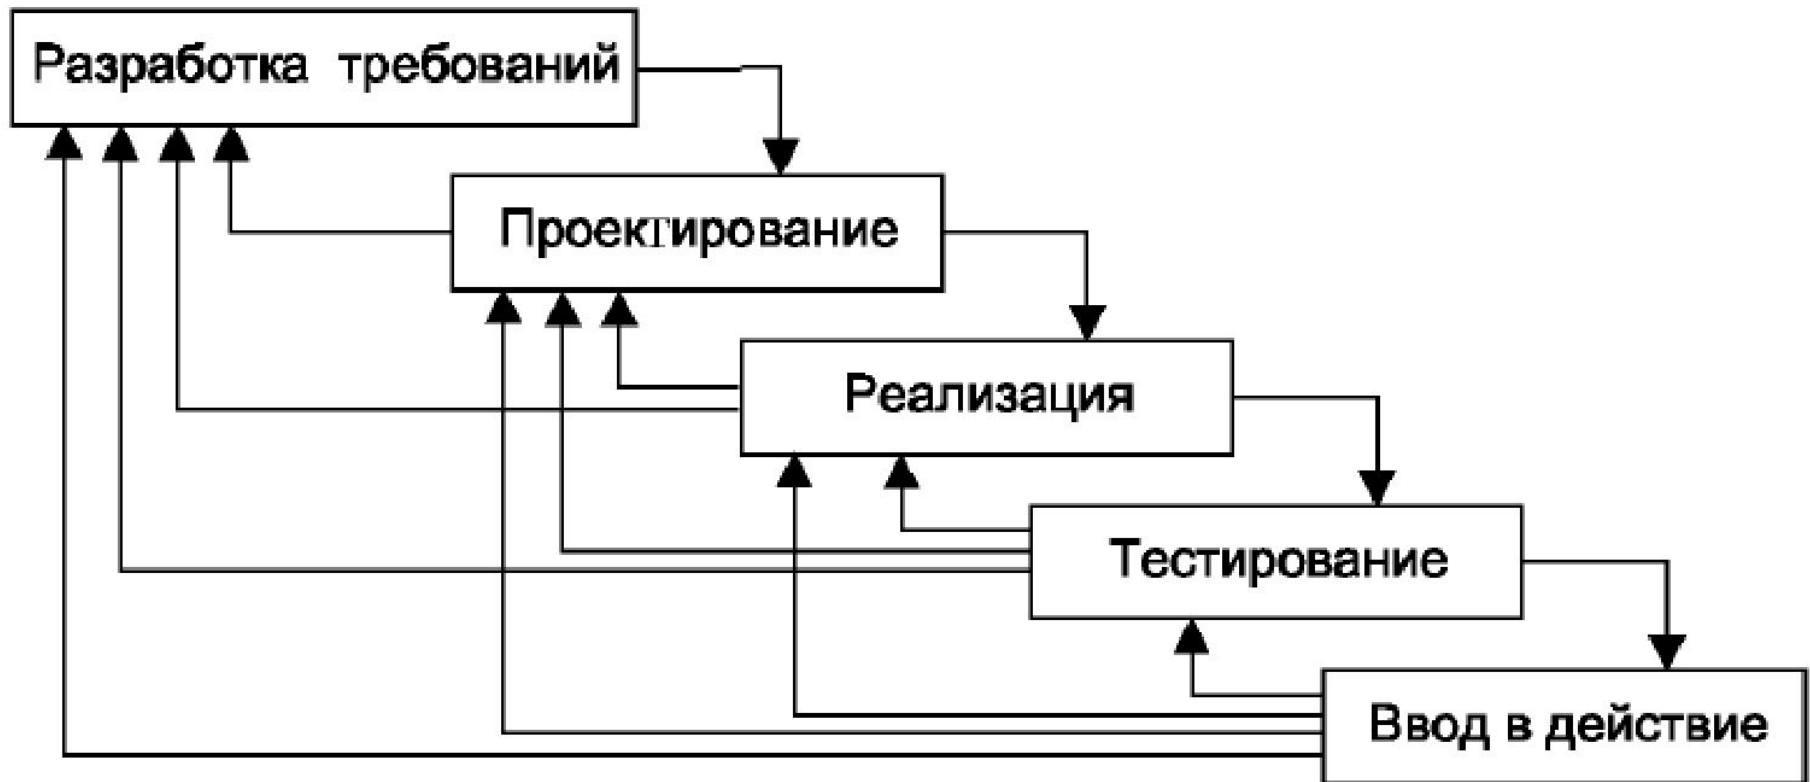 Разработка требований
Проектирование
Реализация
Тестирование
Ввод в действие